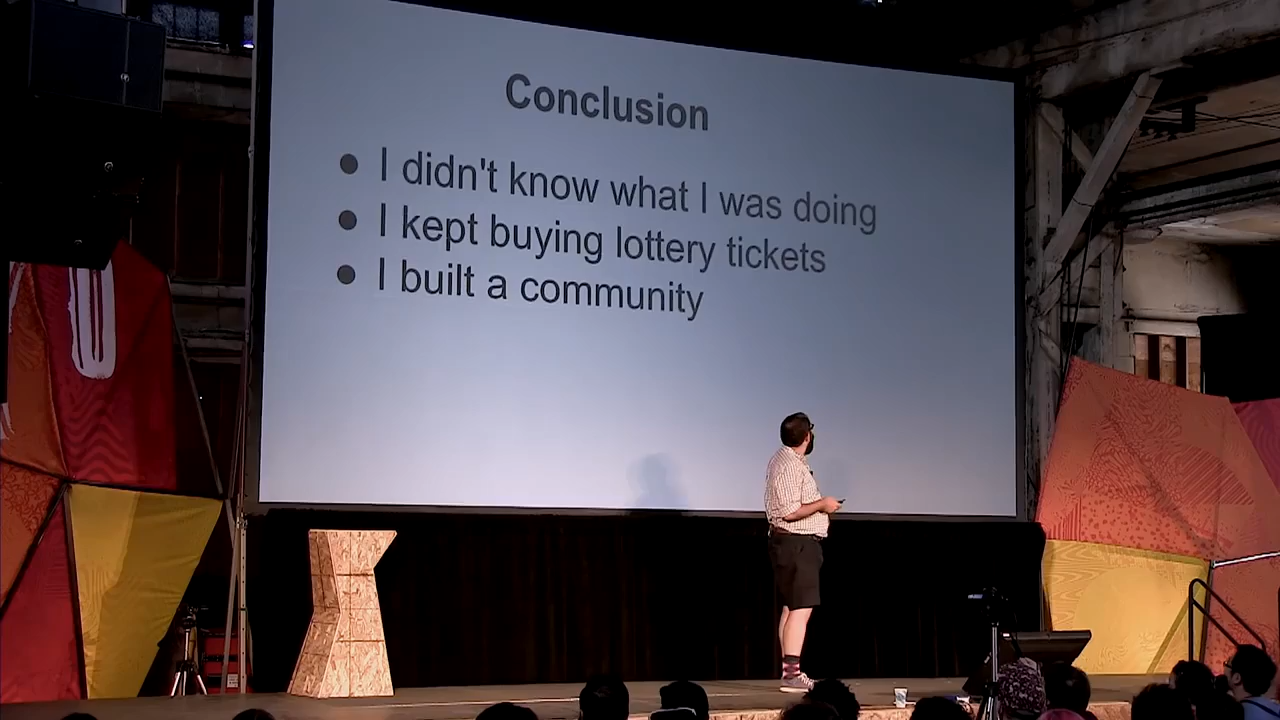 Conclusion
I didn't know what I was doing
I kept buying lottery tickets
I built a community